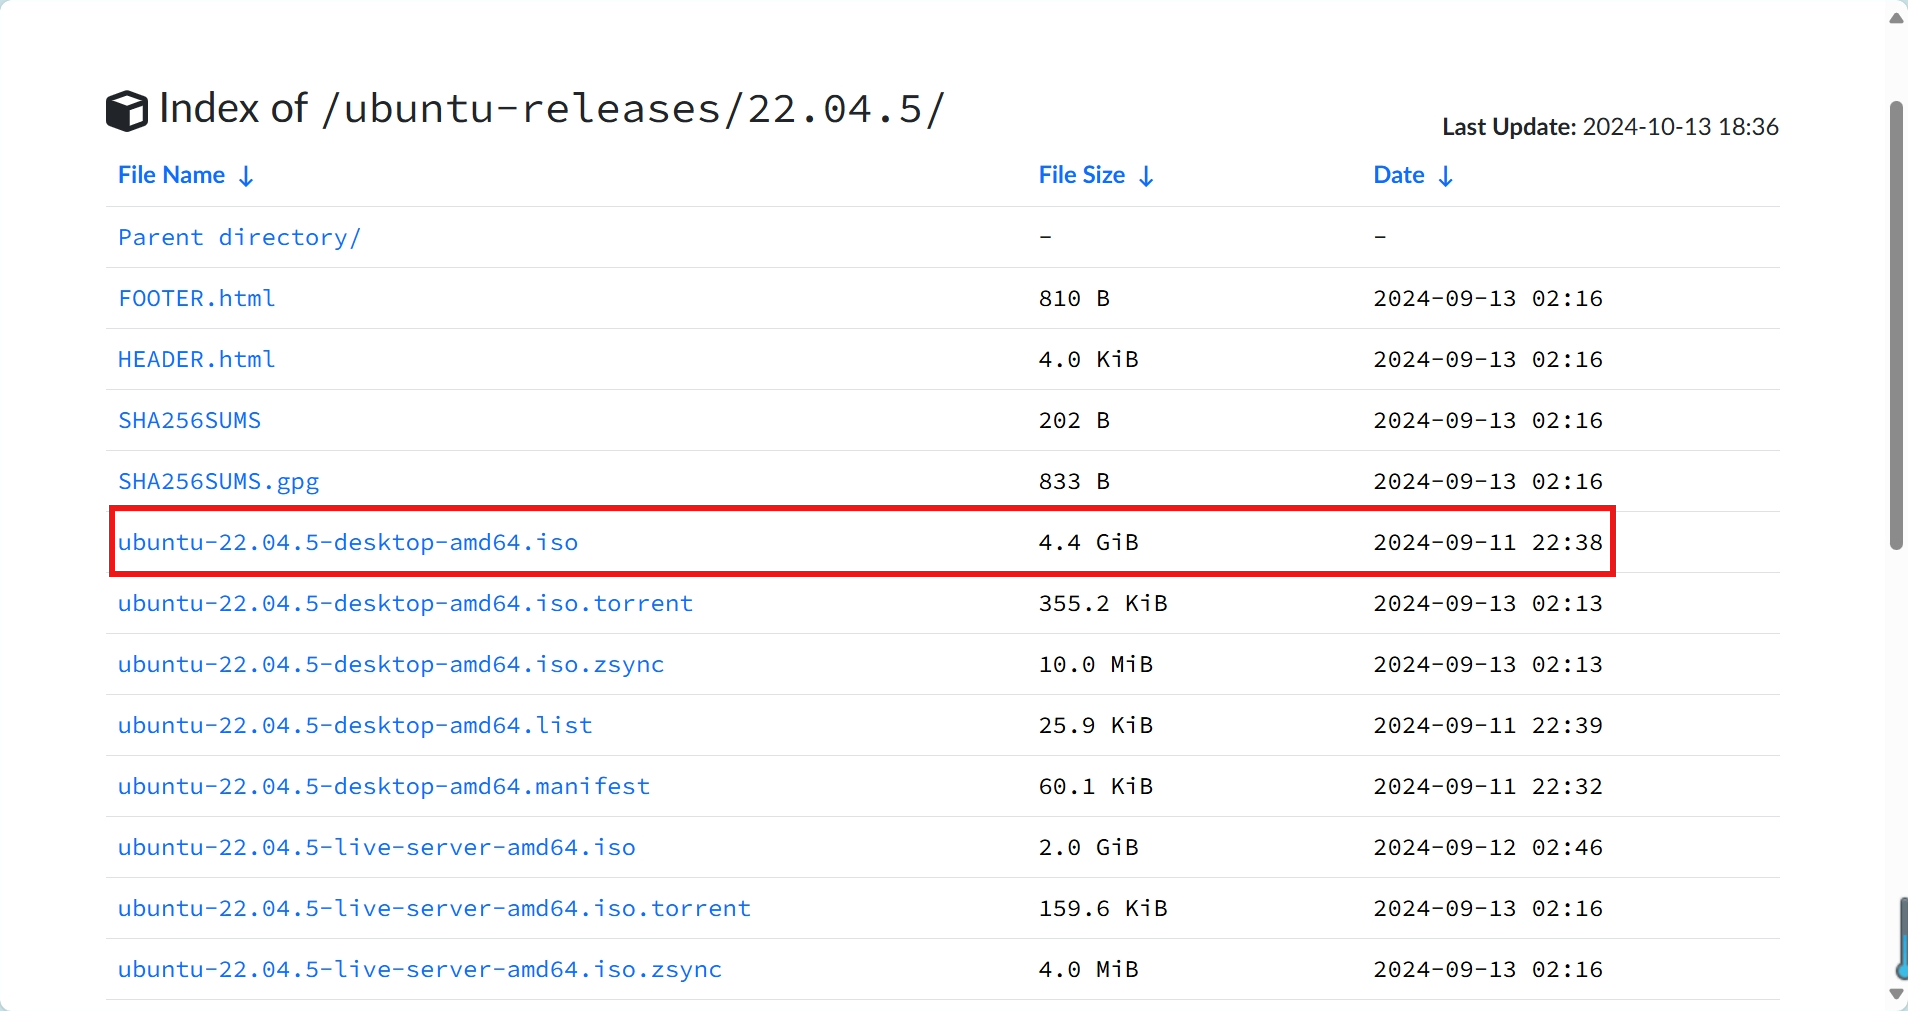 Index of /ubuntu-releases/22.04.5/
Last Update: 2024-10-13 18:36
File Name ↓ File Size ↓ Date ↓
Parent directory/ - -
FOOTER.html 810 B 2024-09-13 02:16
HEADER.html 4.0 KiB 2024-09-13 02:16
SHA256SUMS 202 B 2024-09-13 02:16
SHA256SUMS.gpg 833 B 2024-09-13 02:16
ubuntu-22.04.5-desktop-amd64.iso 4.4 GiB 2024-09-11 22:38
ubuntu-22.04.5-desktop-amd64.iso.torrent 355.2 KiB 2024-09-13 02:13
ubuntu-22.04.5-desktop-amd64.iso.zsync 10.0 MiB 2024-09-13 02:13
ubuntu-22.04.5-desktop-amd64.list 25.9 KiB 2024-09-11 22:39
ubuntu-22.04.5-desktop-amd64.manifest 60.1 KiB 2024-09-11 22:32
ubuntu-22.04.5-live-server-amd64.iso 2.0 GiB 2024-09-12 02:46
ubuntu-22.04.5-live-server-amd64.iso.torrent 159.6 KiB 2024-09-13 02:16
ubuntu-22.04.5-live-server-amd64.iso.zsync 4.0 MiB 2024-09-13 02:16